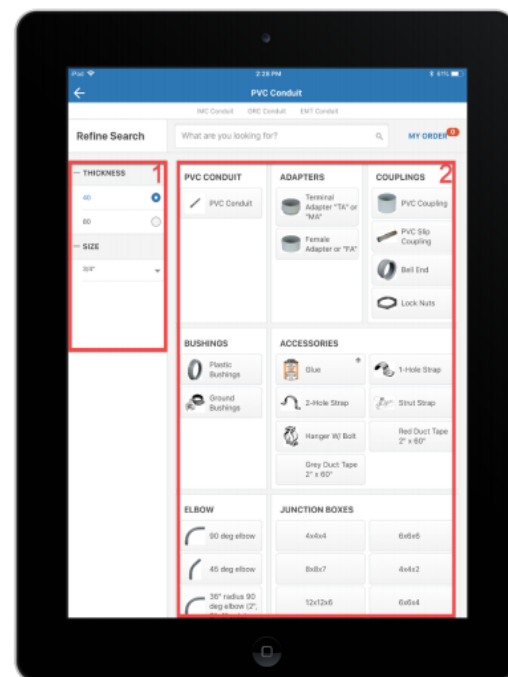 iPad
2:28 PM
61%
PVC Conduit
IMC Conduit GRC Conduit EMT Conduit
Refine Search
What are you looking for?
MY ORDER
0
THICKNESS
1
40
80
SIZE
3/4"
2
PVC CONDUIT
PVC Conduit
ADAPTERS
Terminal
Adapter "TA" or
"MA"
Female
Adapter or "FA"
COUPLINGS
PVC Coupling
PVC Slip
Coupling
Bell End
Lock Nuts
BUSHINGS
Plastic
Bushings
Ground
Bushings
ACCESSORIES
Glue
1-Hole Strap
2-Hole Strap
Strut Strap
Hanger W/ Bolt
Red Duct Tape
2" x 60"
Grey Duct Tape
2" x 60"
ELBOW
90 deg elbow
45 deg elbow
36" radius 90
deg elbow (2",
JUNCTION BOXES
4x4x4
6x6x6
8x8x7
4x4x2
12x12x6
6x6x4